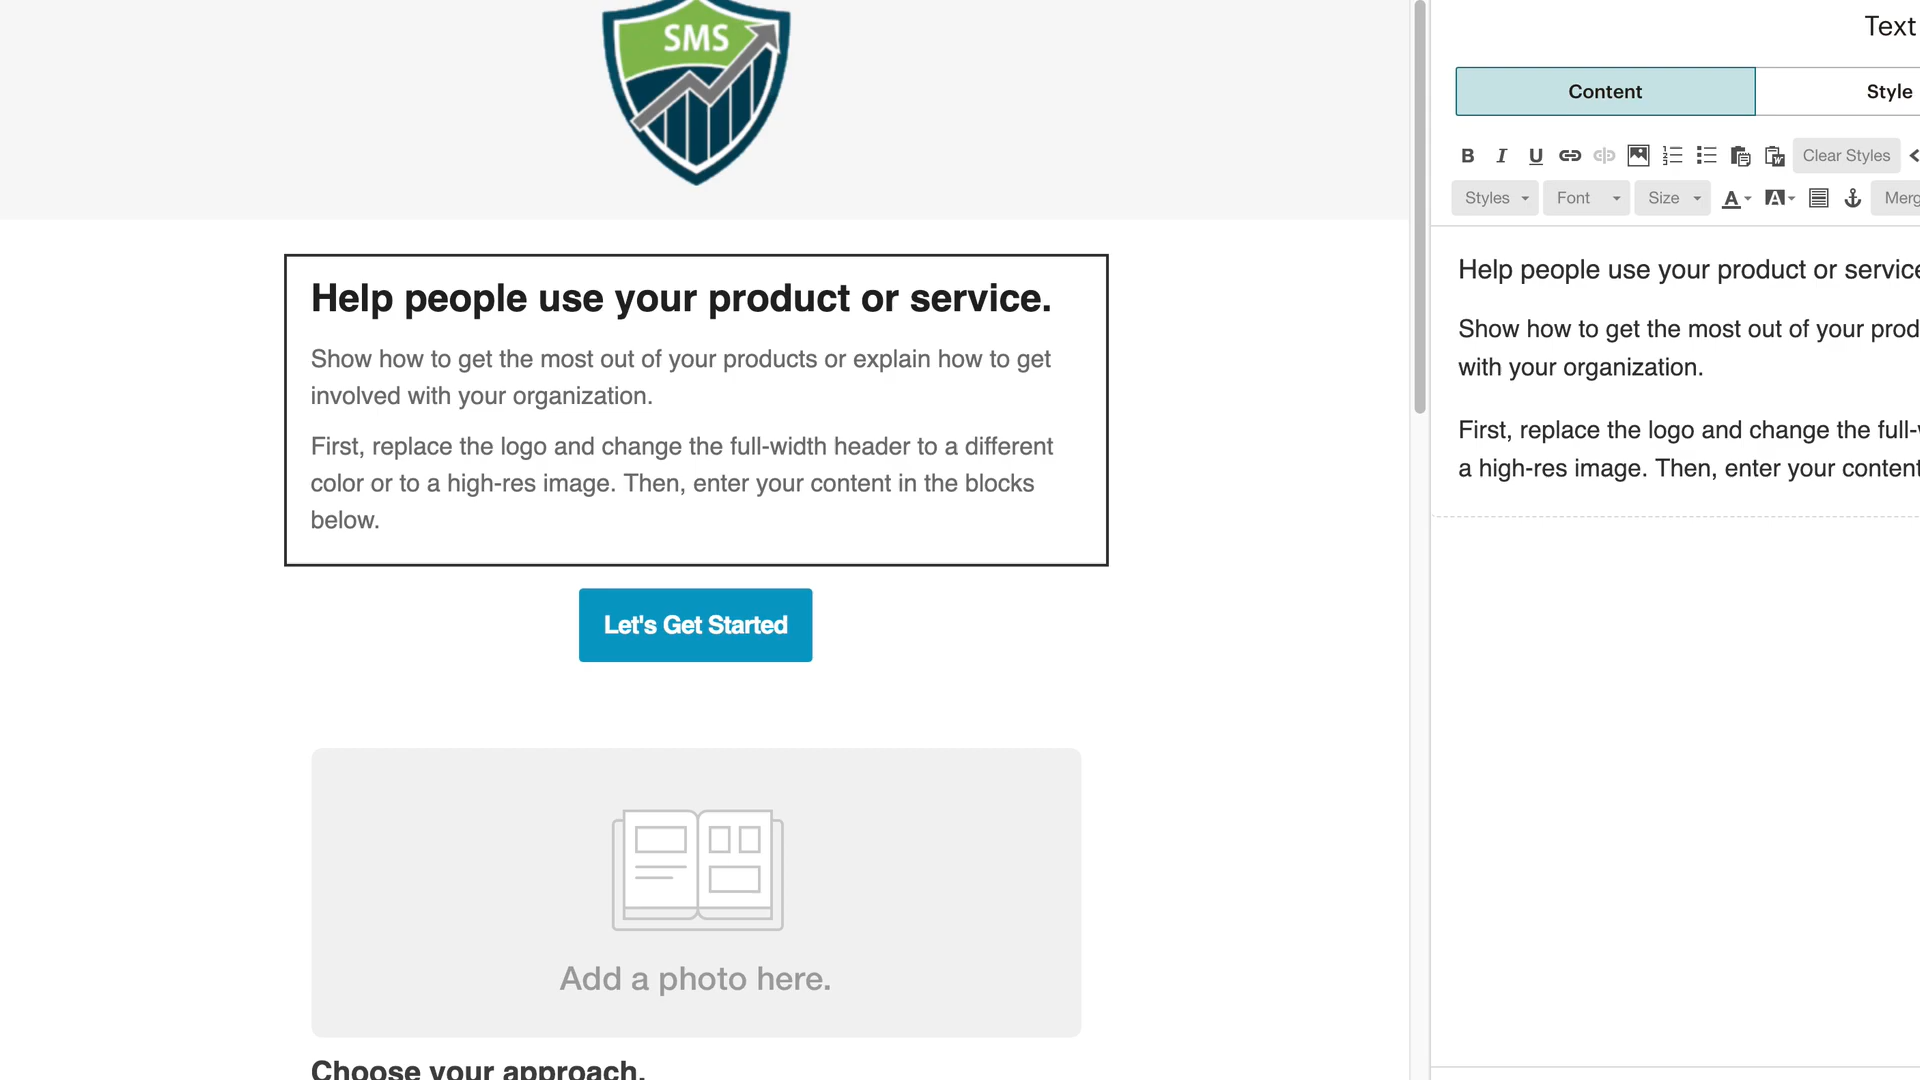 SMS
Help people use your product or service.
Show how to get the most out of your products or explain how to get
involved with your organization.
First, replace the logo and change the full-width header to a different
color or to a high-res image. Then, enter your content in the blocks
below.
Let's Get Started
Add a photo here.
Choose your approach.
Text
Content Style
B I U Clear Styles <
Styles Font Size A A Merg
Help people use your product or service
Show how to get the most out of your prod
with your organization.
First, replace the logo and change the full-
a high-res image. Then, enter your content